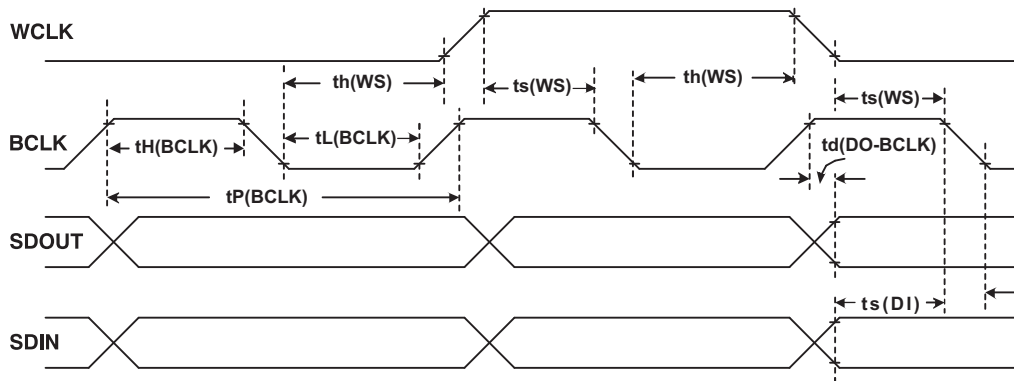 WCLK
th(WS)
ts(WS)
th(WS)
ts(WS)
BCLK
tH(BCLK)
tL(BCLK)
td(DO-BCLK)
tP(BCLK)
SDOUT
ts(DI)
SDIN